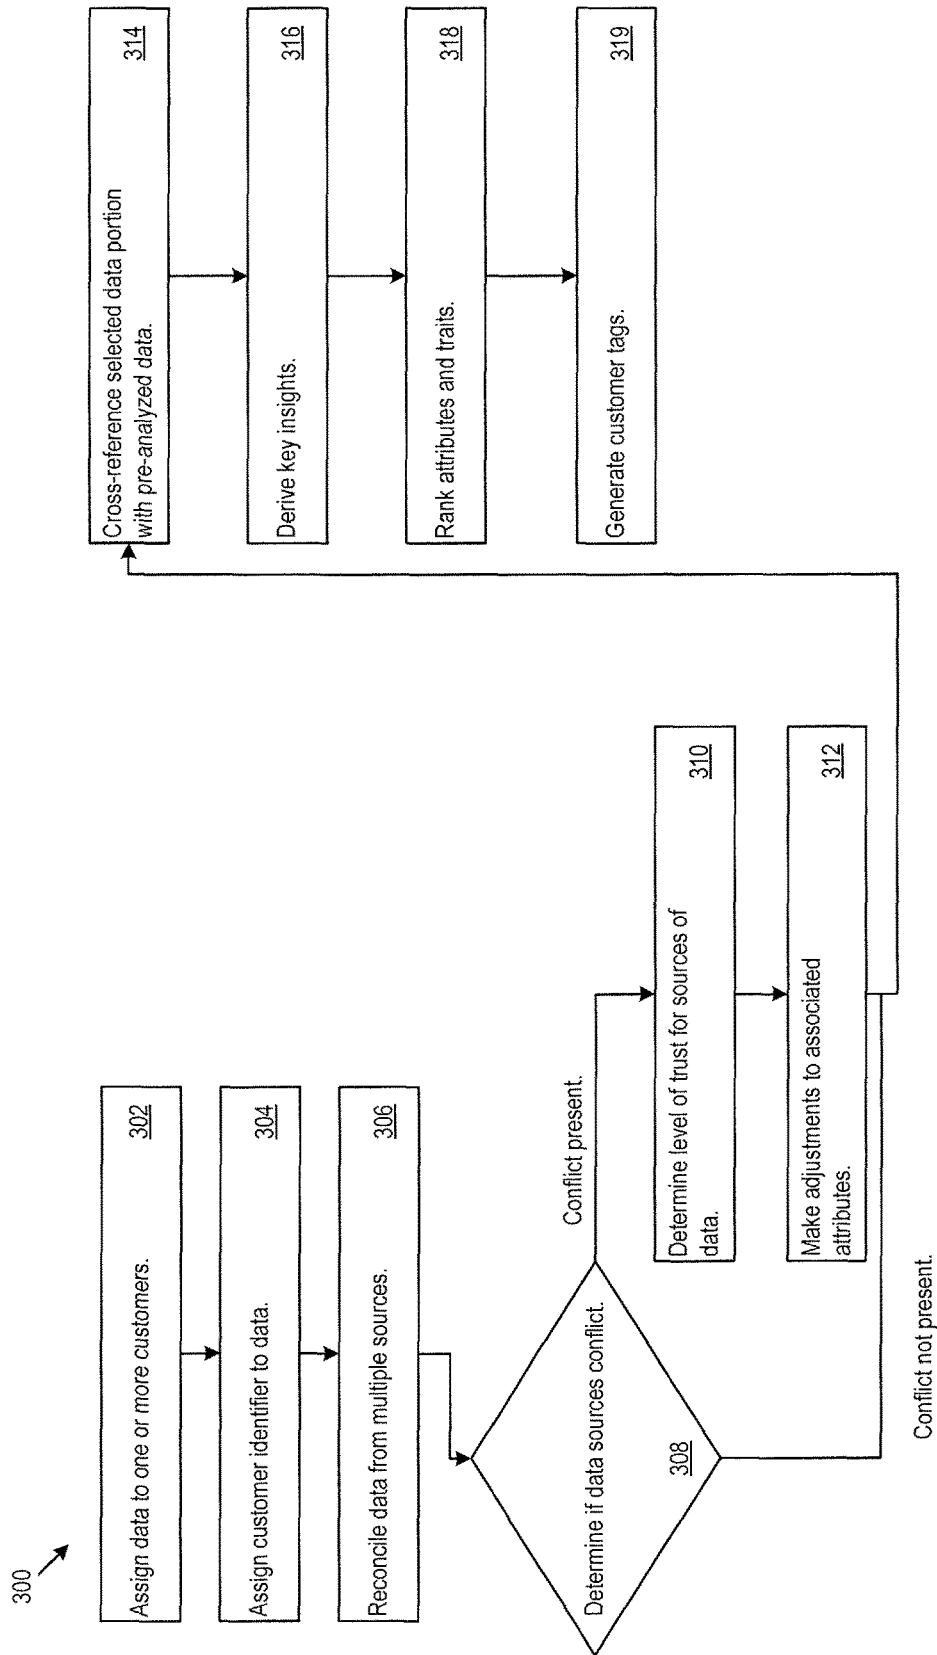 300
Assign data to one or more customers.
302
Assign customer identifier to data.
304
Reconcile data from multiple sources.
306
Determine if data sources conflict.
308
Conflict present.
Conflict not present.
Determine level of trust for sources of
data.
310
Make adjustments to associated
attributes.
312
Cross-reference selected data portion
with pre-analyzed data.
314
Derive key insights.
316
Rank attributes and traits.
318
Generate customer tags.
319